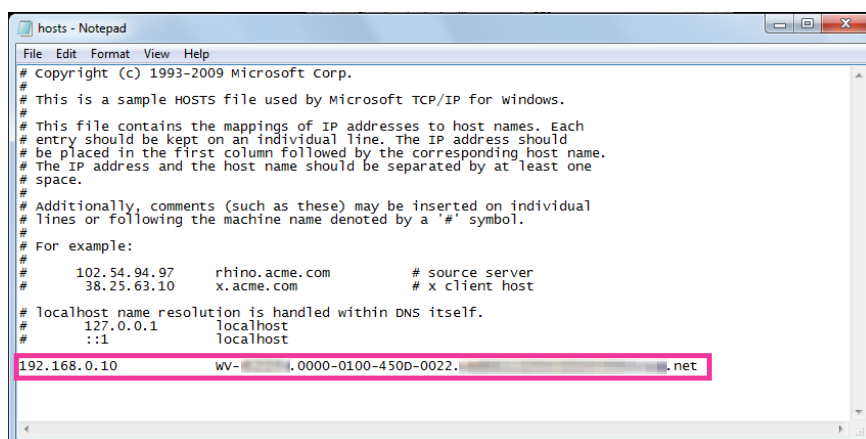 hosts - Notepad
File Edit Format View Help
# Copyright (c) 1993-2009 Microsoft Corp.
#
# This is a sample HOSTS file used by Microsoft TCP/IP for Windows.
#
# This file contains the mappings of IP addresses to host names. Each
# entry should be kept on an individual line. The IP address should
# be placed in the first column followed by the corresponding host name.
# The IP address and the host name should be separated by at least one
# space.
#
# Additionally, comments (such as these) may be inserted on individual
# lines or following the machine name denoted by a '#' symbol.
#
# For example:
#
# 102.54.94.97 rhino.acme.com # source server
# 38.25.63.10 x.acme.com # x client host
# localhost name resolution is handled within DNS itself.
# 127.0.0.1 localhost
# ::1 localhost
192.168.0.10 WV- .0000-0100-450D-0022. .net